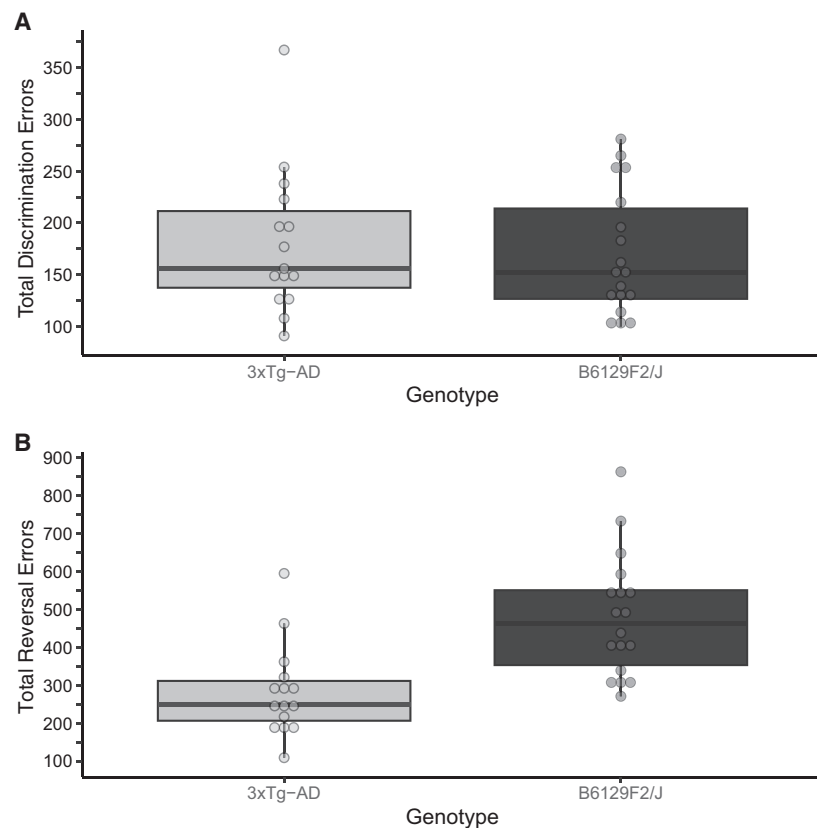 A
Total Discrimination Errors
350
300
250
200
150
100
3xTg−AD
B6129F2/J
Genotype
B
Total Reversal Errors
900
800
700
600
500
400
300
200
100
3xTg−AD
B6129F2/J
Genotype